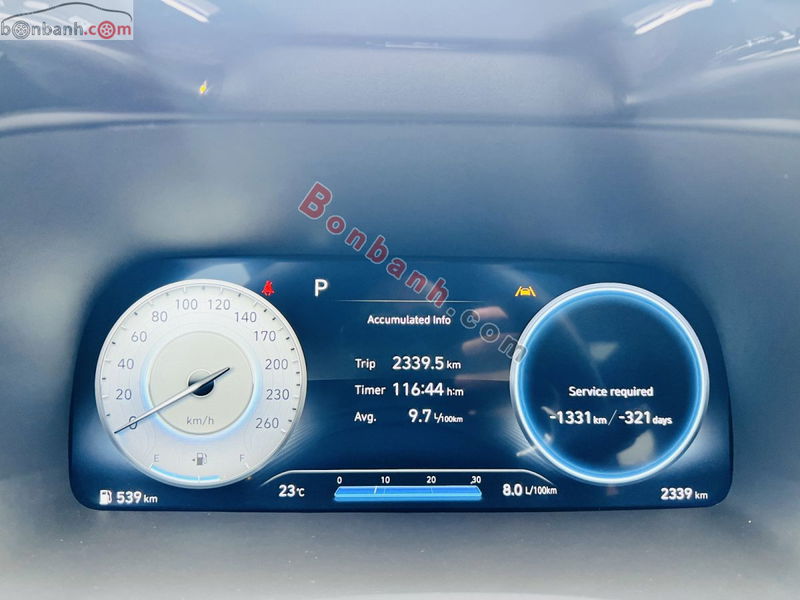 bonbanh.com
Bonbanh.com
P
Accumulated Info
Trip 2339.5 km
Timer 116:44 h:m
Avg. 9.7 L/100km
0 20 40 60 80 100 120 140 170 200 230 260
km/h
E F
Service required
-1331 km / -321 days
539 km
23°C
0 10 20 30
8.0 L/100km
2339 km